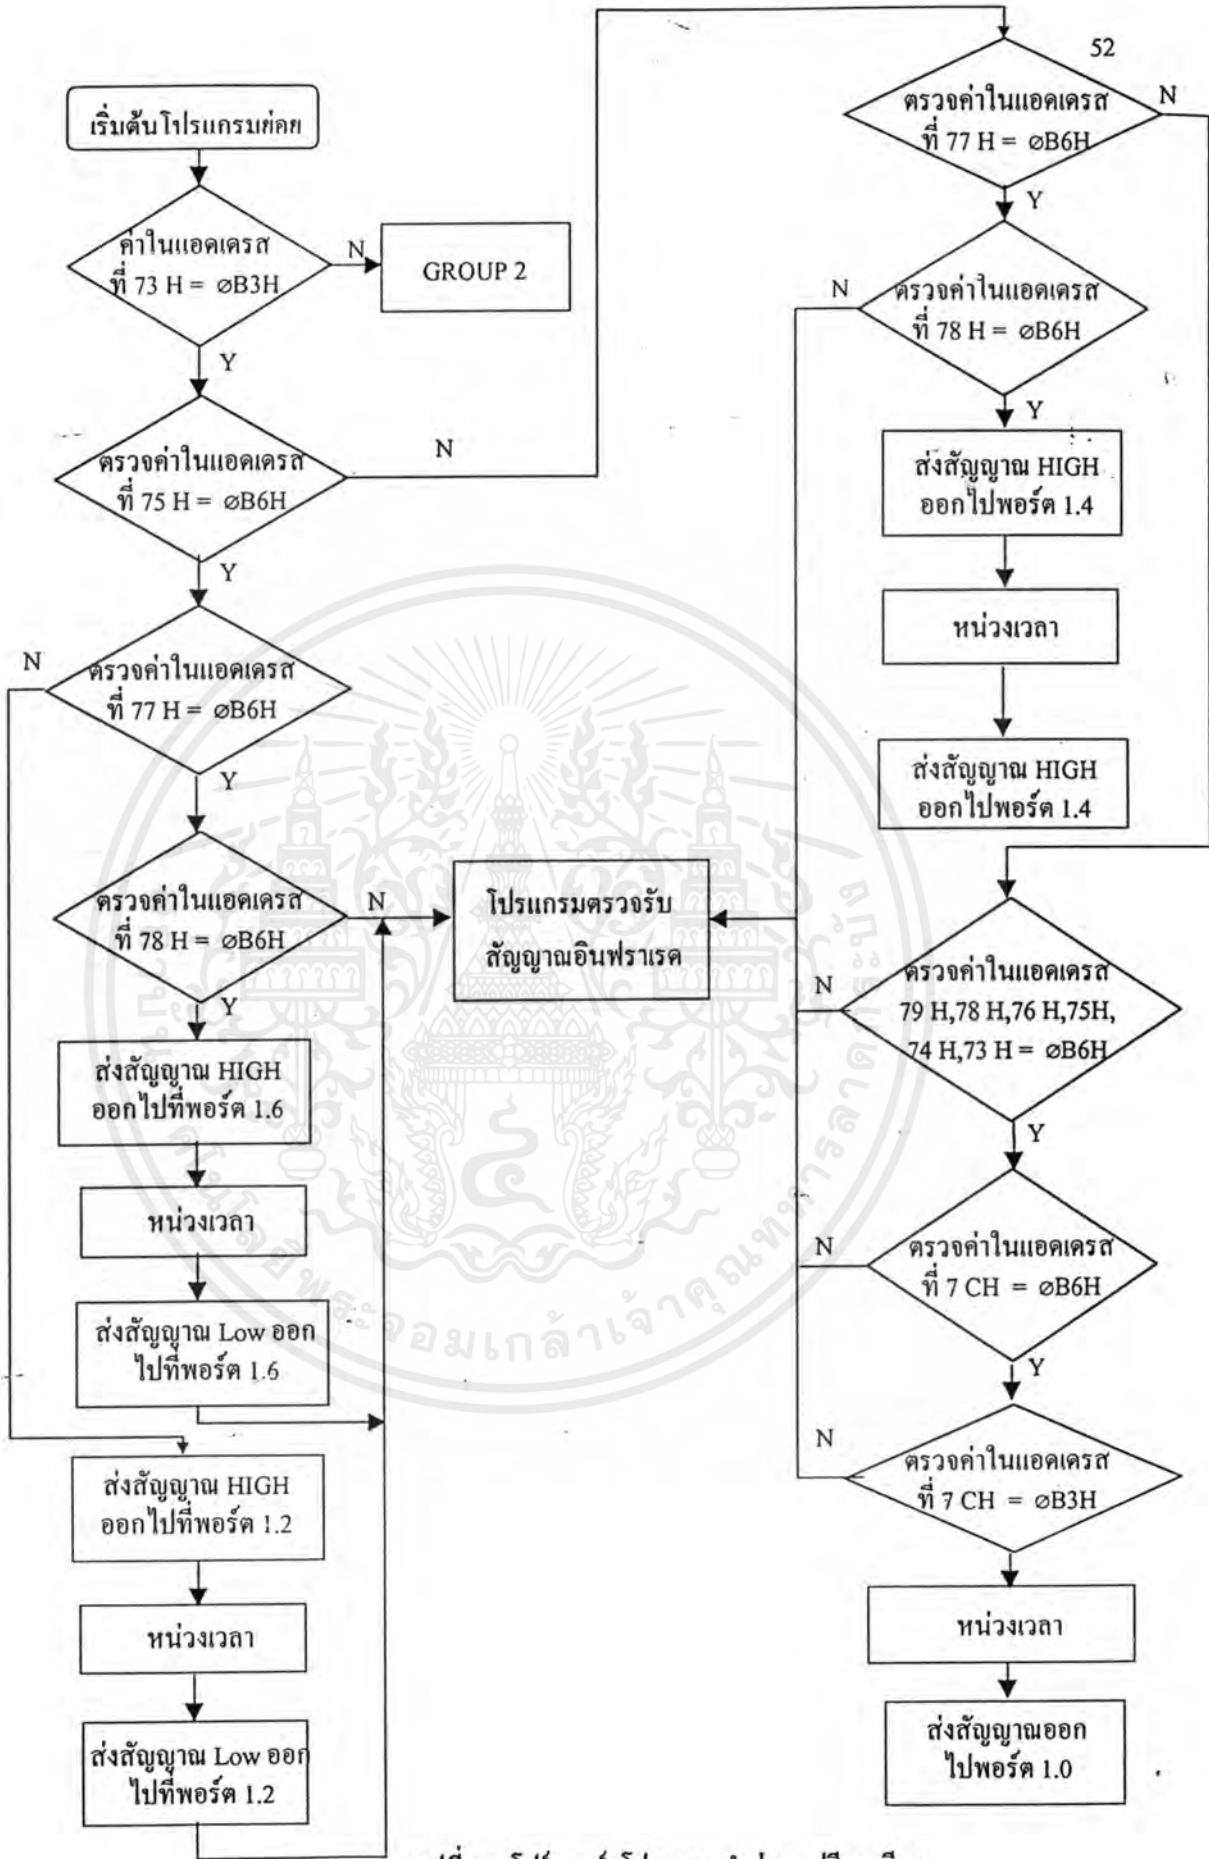 52
เริ่มต้นโปรแกรมย่อย
ค่าในแอดเดรส
ที่ 73 H = ⌀B3H
N
GROUP 2
Y
ตรวจค่าในแอดเดรส
ที่ 75 H = ⌀B6H
N
Y
ตรวจค่าในแอดเดรส
ที่ 77 H = ⌀B6H
N
Y
ตรวจค่าในแอดเดรส
ที่ 78 H = ⌀B6H
N
Y
ส่งสัญญาณ HIGH
ออกไปที่พอร์ต 1.6
หน่วงเวลา
ส่งสัญญาณ Low ออก
ไปที่พอร์ต 1.6
ส่งสัญญาณ HIGH
ออกไปที่พอร์ต 1.2
หน่วงเวลา
ส่งสัญญาณ Low ออก
ไปที่พอร์ต 1.2
โปรแกรมตรวจรับ
สัญญาณอินฟราเรด
ตรวจค่าในแอดเดรส
ที่ 77 H = ⌀B6H
N
Y
ตรวจค่าในแอดเดรส
ที่ 78 H = ⌀B6H
N
Y
ส่งสัญญาณ HIGH
ออกไปพอร์ต 1.4
หน่วงเวลา
ส่งสัญญาณ HIGH
ออกไปพอร์ต 1.4
ตรวจค่าในแอดเดรส
79 H,78 H,76 H,75H,
74 H,73 H = ⌀B6H
N
Y
ตรวจค่าในแอดเดรส
ที่ 7 CH = ⌀B6H
N
Y
ตรวจค่าในแอดเดรส
ที่ 7 CH = ⌀B3H
N
หน่วงเวลา
ส่งสัญญาณออก
ไปพอร์ต 1.0